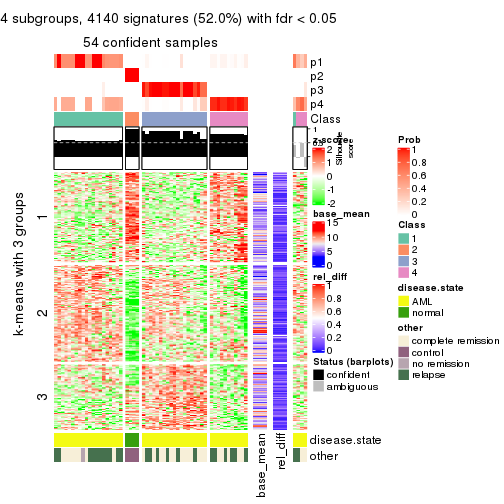 4 subgroups, 4140 signatures (52.0%) with fdr < 0.05
54 confident samples
p1
p2
p3
p4
Class
1
0.5
0
Silhouette
score
k-means with 3 groups
1
2
3
disease.state
other
base_mean
rel_diff
z-score
2
1
0
-1
-2
base_mean
15
10
5
0
rel_diff
1
0.8
0.6
0.4
0.2
0
Status (barplots)
confident
ambiguous
Prob
1
0.8
0.6
0.4
0.2
0
Class
1
2
3
4
disease.state
AML
normal
other
complete remission
control
no remission
relapse